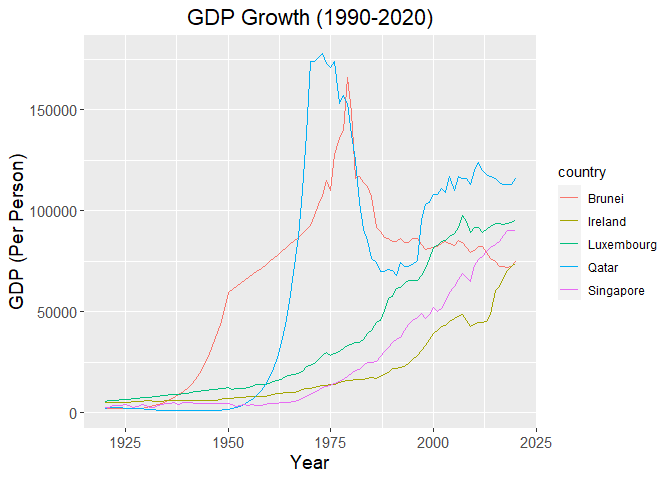 GDP Growth (1990-2020)
GDP (Per Person)
150000
100000
50000
0
1925
1950
1975
2000
2025
Year
country
Brunei
Ireland
Luxembourg
Qatar
Singapore